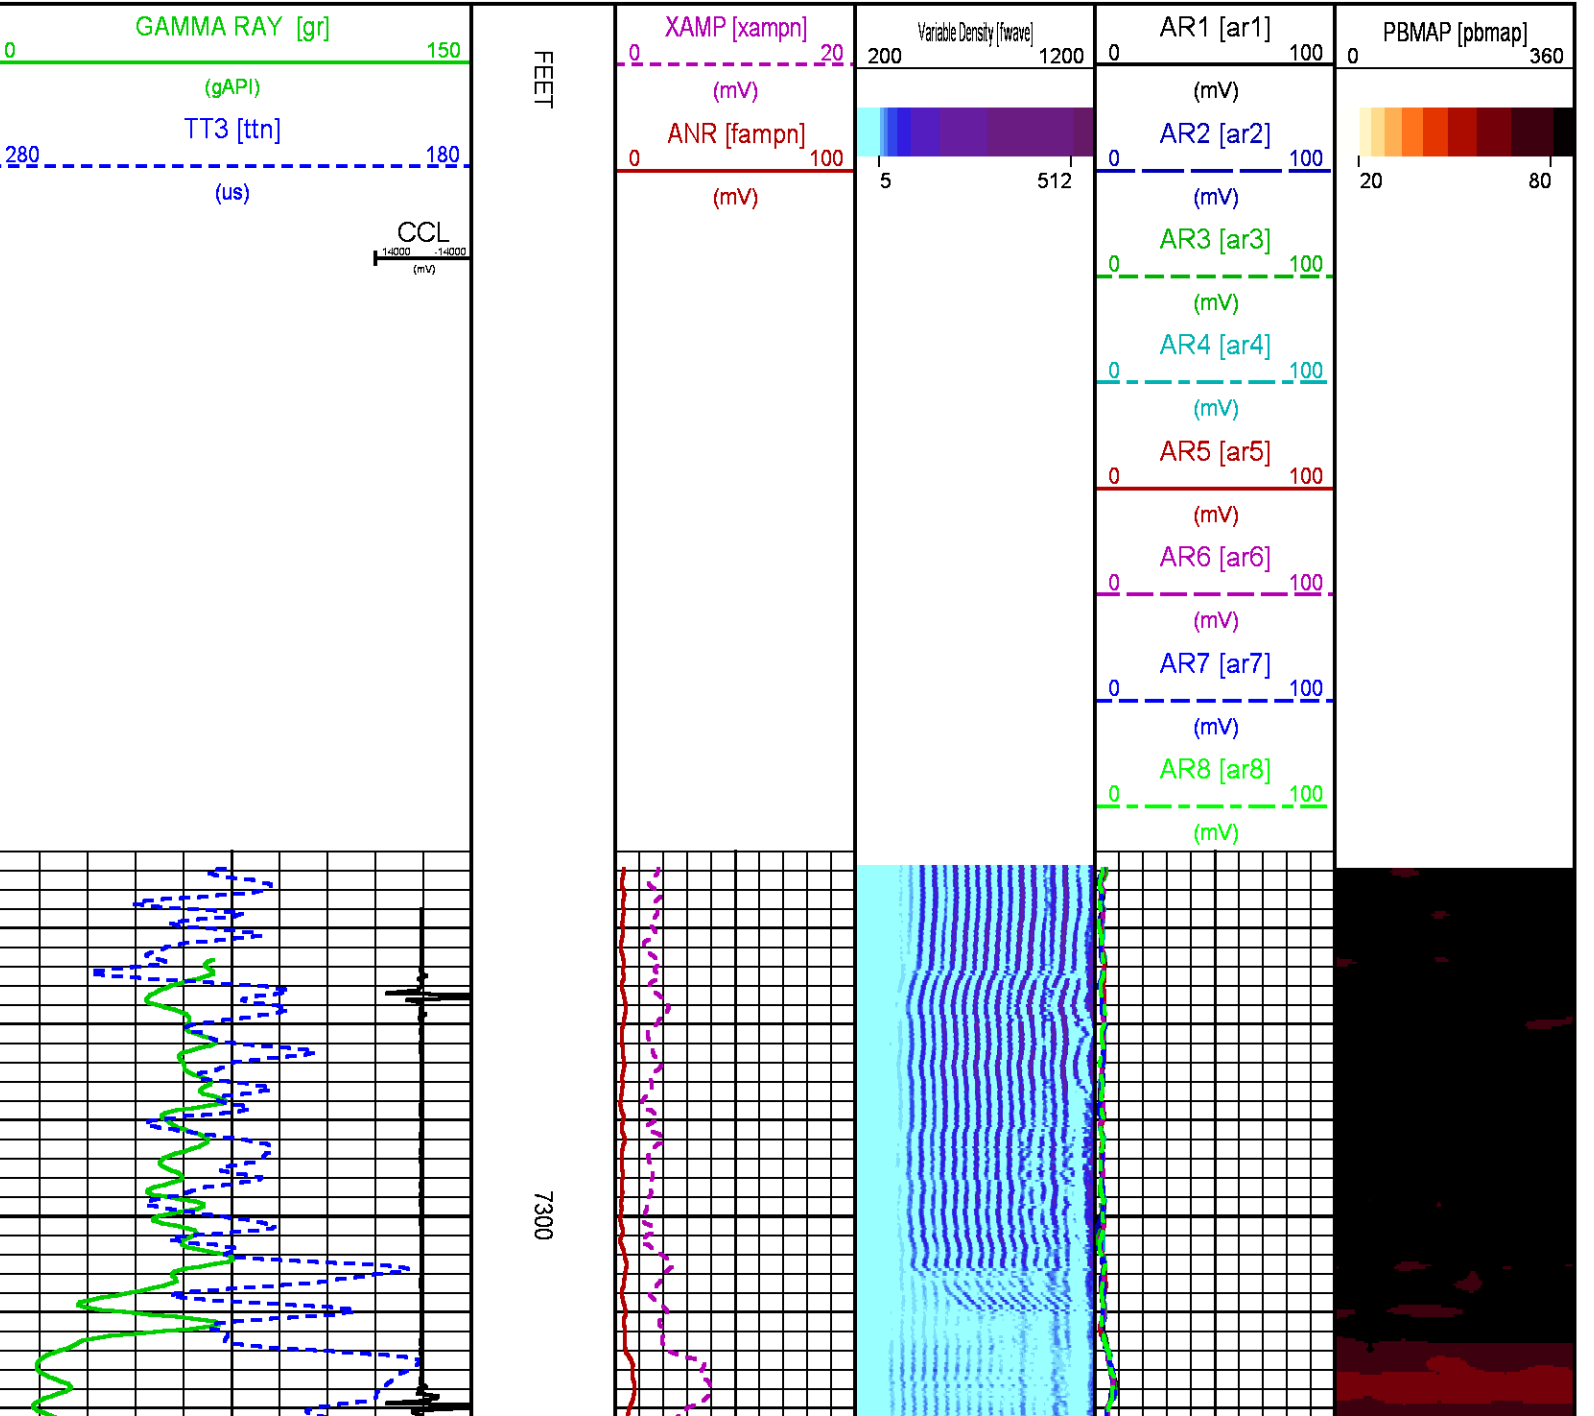 GAMMA RAY [gr]
0 150
(gAPI)
TT3 [ttn]
280 180
(us)
CCL
14000 -14000
(mV)
FEET
7300
XAMP [xampn]
0 20
(mV)
ANR [fampn]
0 100
(mV)
Variable Density [fwave]
200 1200
5 512
AR1 [ar1]
0 100
(mV)
AR2 [ar2]
0 100
(mV)
AR3 [ar3]
0 100
(mV)
AR4 [ar4]
0 100
(mV)
AR5 [ar5]
0 100
(mV)
AR6 [ar6]
0 100
(mV)
AR7 [ar7]
0 100
(mV)
AR8 [ar8]
0 100
(mV)
PBMAP [pbmap]
0 360
20 80